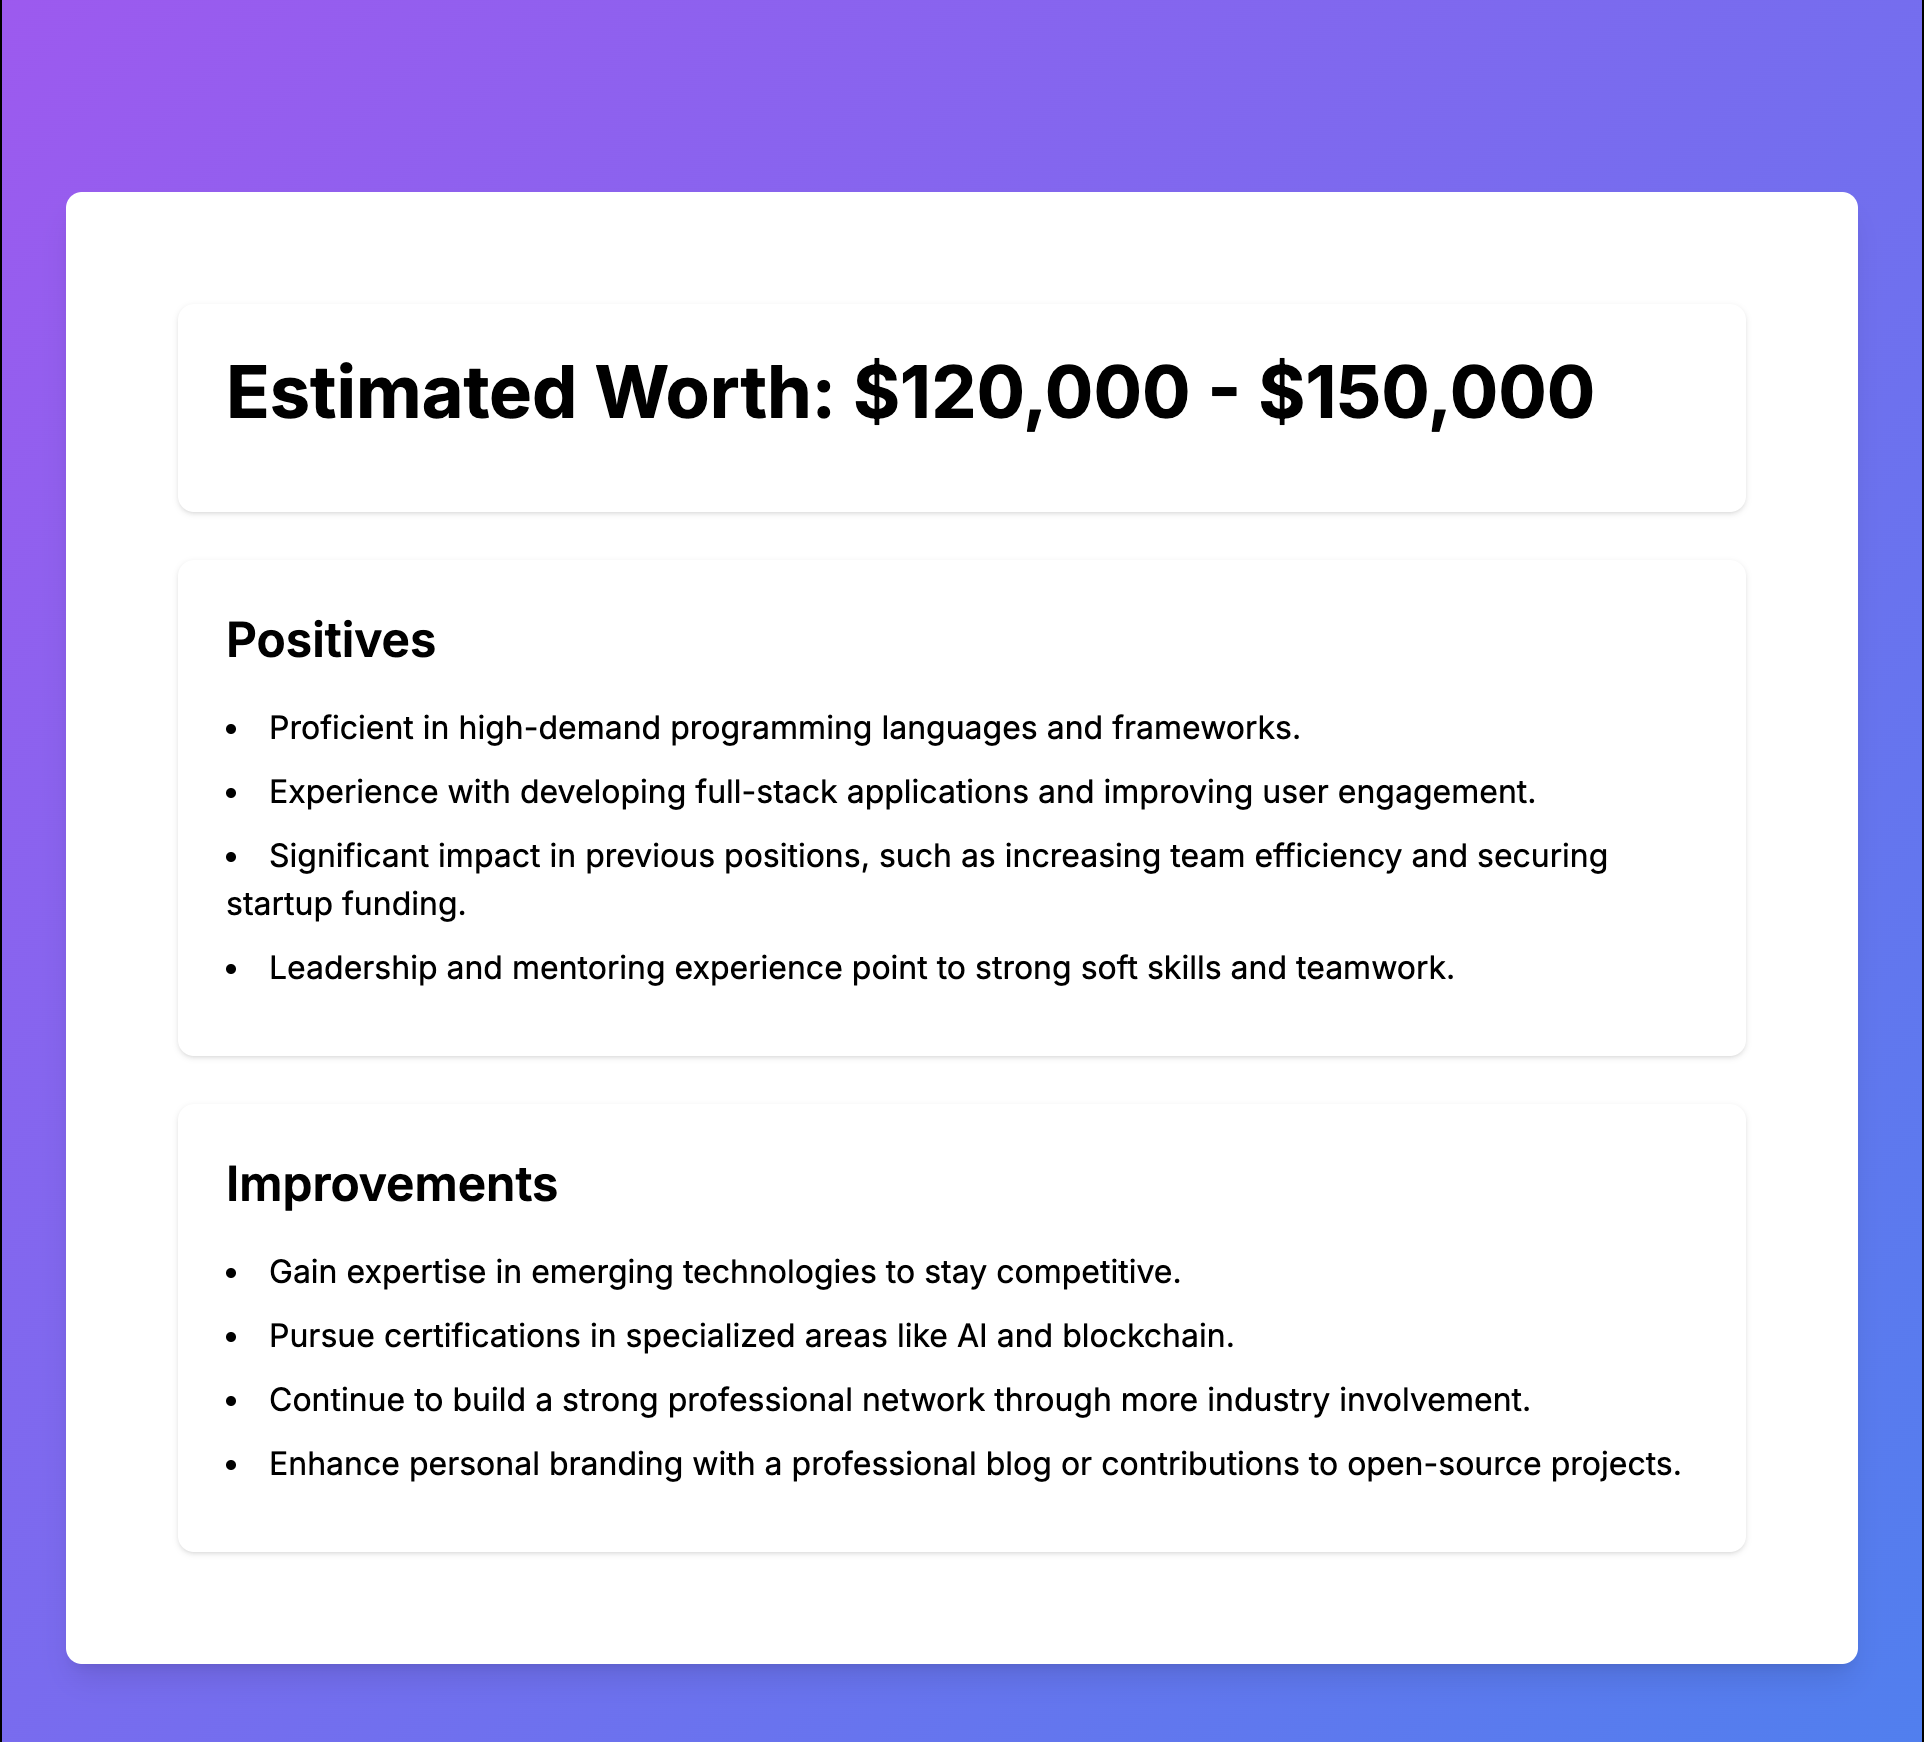 Estimated Worth: $120,000 - $150,000
Positives
• Proficient in high-demand programming languages and frameworks.
• Experience with developing full-stack applications and improving user engagement.
• Significant impact in previous positions, such as increasing team efficiency and securing
startup funding.
• Leadership and mentoring experience point to strong soft skills and teamwork.
Improvements
• Gain expertise in emerging technologies to stay competitive.
• Pursue certifications in specialized areas like AI and blockchain.
• Continue to build a strong professional network through more industry involvement.
• Enhance personal branding with a professional blog or contributions to open-source projects.